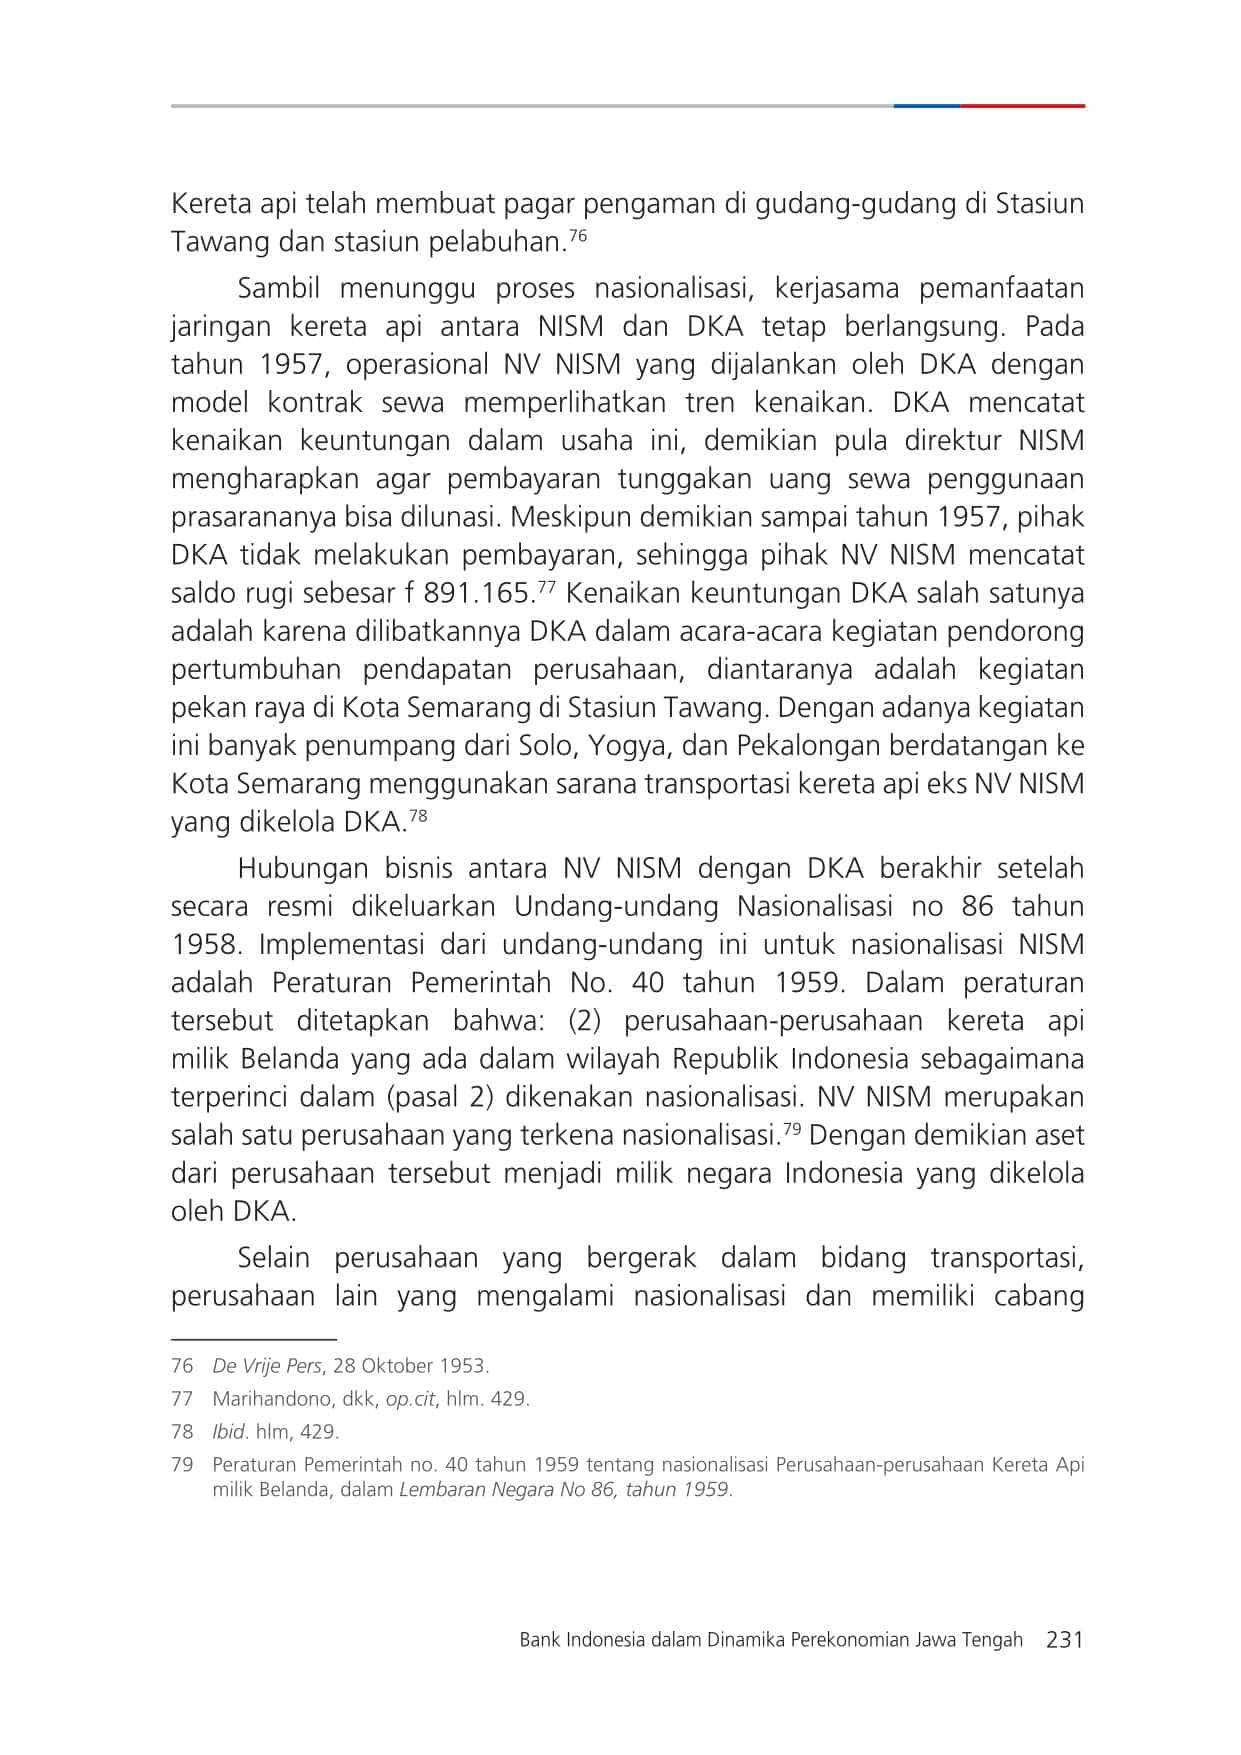 Kereta api telah membuat pagar pengaman di gudang-gudang di Stasiun
Tawang dan stasiun pelabuhan.76
Sambil menunggu proses nasionalisasi, kerjasama pemanfaatan
jaringan kereta api antara NISM dan DKA tetap berlangsung. Pada
tahun 1957, operasional NV NISM yang dijalankan oleh DKA dengan
model kontrak sewa memperlihatkan tren kenaikan. DKA mencatat
kenaikan keuntungan dalam usaha ini, demikian pula direktur NISM
mengharapkan agar pembayaran tunggakan uang sewa penggunaan
prasarananya bisa dilunasi. Meskipun demikian sampai tahun 1957, pihak
DKA tidak melakukan pembayaran, sehingga pihak NV NISM mencatat
saldo rugi sebesar f 891.165.77 Kenaikan keuntungan DKA salah satunya
adalah karena dilibatkannya DKA dalam acara-acara kegiatan pendorong
pertumbuhan pendapatan perusahaan, diantaranya adalah kegiatan
pekan raya di Kota Semarang di Stasiun Tawang. Dengan adanya kegiatan
ini banyak penumpang dari Solo, Yogya, dan Pekalongan berdatangan ke
Kota Semarang menggunakan sarana transportasi kereta api eks NV NISM
yang dikelola DKA.78
Hubungan bisnis antara NV NISM dengan DKA berakhir setelah
secara resmi dikeluarkan Undang-undang Nasionalisasi no 86 tahun
1958. Implementasi dari undang-undang ini untuk nasionalisasi NISM
adalah Peraturan Pemerintah No. 40 tahun 1959. Dalam peraturan
tersebut ditetapkan bahwa: (2) perusahaan-perusahaan kereta api
milik Belanda yang ada dalam wilayah Republik Indonesia sebagaimana
terperinci dalam (pasal 2) dikenakan nasionalisasi. NV NISM merupakan
salah satu perusahaan yang terkena nasionalisasi.79 Dengan demikian aset
dari perusahaan tersebut menjadi milik negara Indonesia yang dikelola
oleh DKA.
Selain perusahaan yang bergerak dalam bidang transportasi,
perusahaan lain yang mengalami nasionalisasi dan memiliki cabang
76 De Vrije Pers, 28 Oktober 1953.
77 Marihandono, dkk, op.cit, hlm. 429.
78 Ibid. hlm, 429.
79 Peraturan Pemerintah no. 40 tahun 1959 tentang nasionalisasi Perusahaan-perusahaan Kereta Api
milik Belanda, dalam Lembaran Negara No 86, tahun 1959.
Bank Indonesia dalam Dinamika Perekonomian Jawa Tengah 231